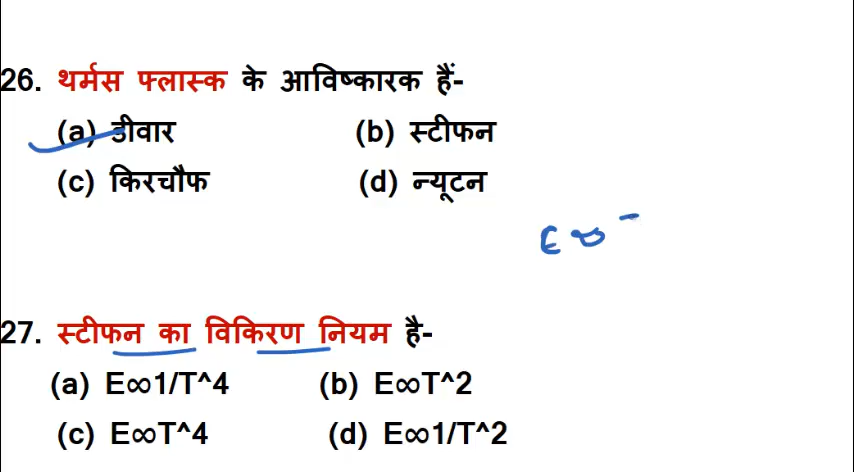 26. थर्मस फ्लास्क के आविष्कारक हैं-
(a) डीवार (b) स्टीफन
(c) किरचौफ (d) न्यूटन
E ∞
27. स्टीफन का विकिरण नियम है-
(a) E∞1/T^4 (b) E∞T^2
(c) E∞T^4 (d) E∞1/T^2